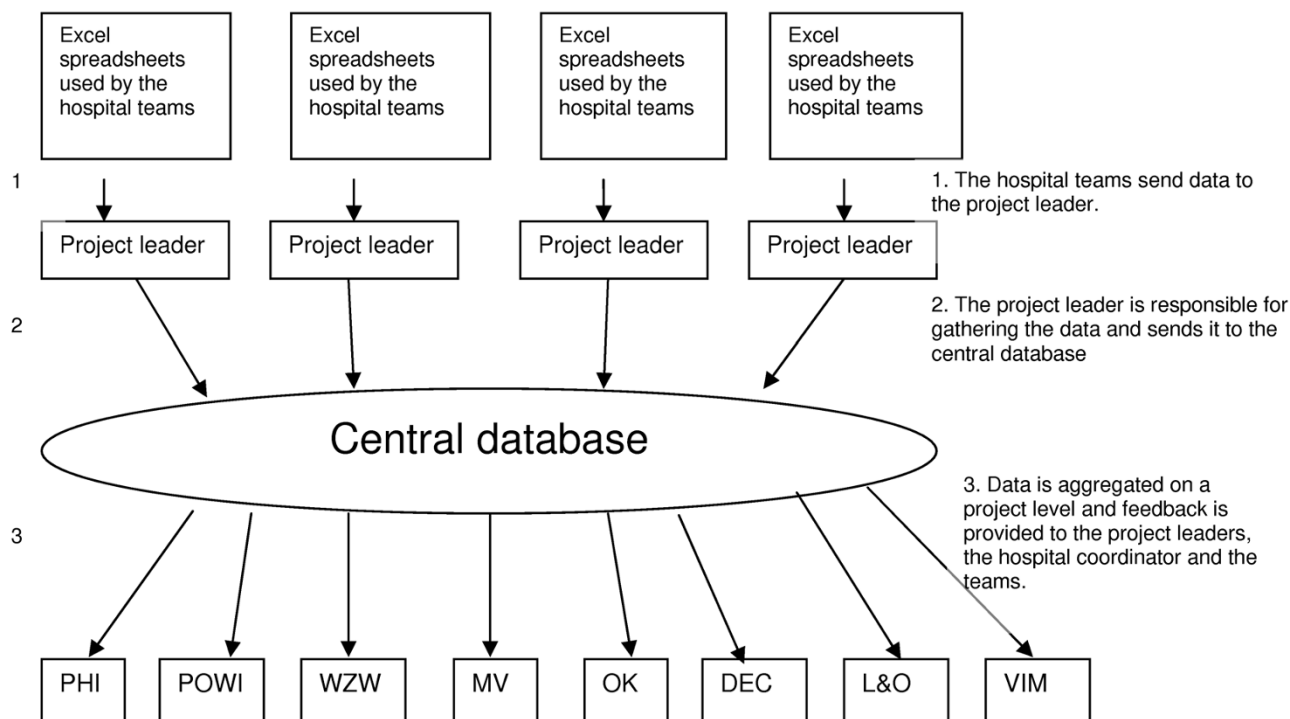 Excel
spreadsheets
used by the
hospital teams
Excel
spreadsheets
used by the
hospital teams
Excel
spreadsheets
used by the
hospital teams
Excel
spreadsheets
used by the
hospital teams
1
1. The hospital teams send data to
the project leader.
Project leader
Project leader
Project leader
Project leader
2
2. The project leader is responsible for
gathering the data and sends it to the
central database
Central database
3
3. Data is aggregated on a
project level and feedback is
provided to the project leaders,
the hospital coordinator and the
teams.
PHI
POWI
WZW
MV
OK
DEC
L&O
VIM